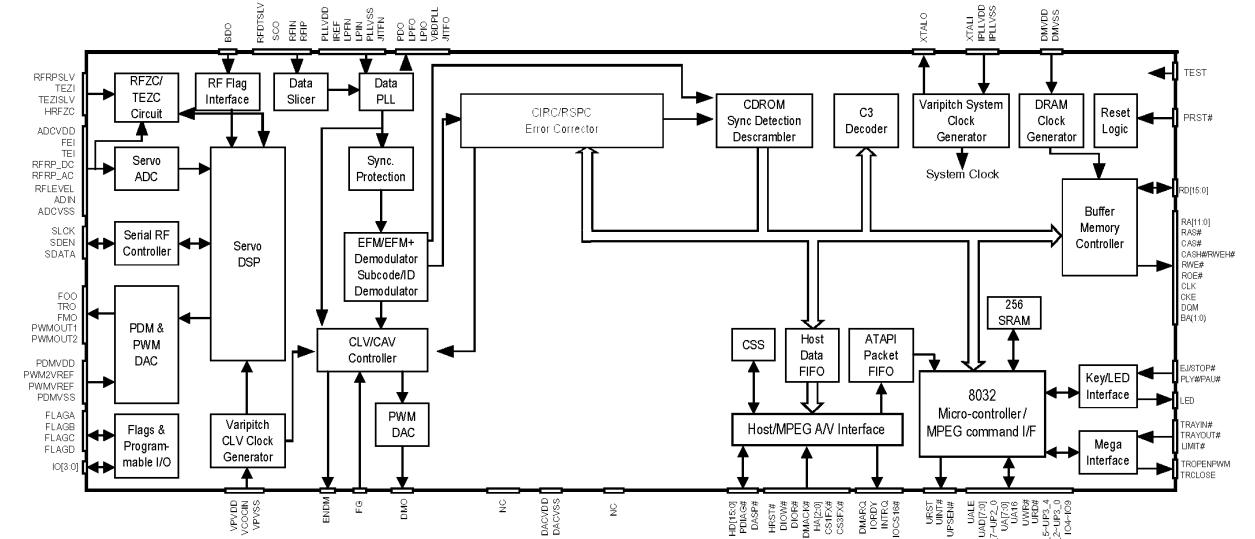 BDO
RFDTSLV
SCO
RFIN
RFIP
PLLVDD
IREF
LPFN
LPIN
PLLVSS
JITFN
PDO
LPFO
LPIO
VBDPLL
JITFO
XTALO
XTALI
IPLLVDD
IPLLVSS
DMVDD
DMVSS
RFRPSLV
TEZI
TEZISLV
HRFZC
ADCVDD
FEI
TEI
RFRP_DC
RFRP_AC
RFLEVEL
ADIN
ADCVSS
SLCK
SDEN
SDATA
FOO
TRO
FMO
PWMOUT1
PWMOUT2
PDMVDD
PWM2VREF
PWMVREF
PDMVSS
FLAGA
FLAGB
FLAGC
FLAGD
IO[3:0]
RFZC/
TEZC
Circuit
RF Flag
Interface
Data
Slicer
Data
PLL
Servo
ADC
Sync.
Protection
Serial RF
Controller
Servo
DSP
EFM/EFM+
Demodulator
Subcode/ID
Demodulator
PDM &
PWM
DAC
CLV/CAV
Controller
Flags &
Program-
mable I/O
Varipitch
CLV Clock
Generator
PWM
DAC
CIRC/RSPC
Error Corrector
CDROM
Sync Detection
Descrambler
C3
Decoder
Varipitch System
Clock
Generator
System Clock
DRAM
Clock
Generator
Reset
Logic
Buffer
Memory
Controller
256
SRAM
CSS
Host
Data
FIFO
ATAPI
Packet
FIFO
Host/MPEG A/V Interface
8032
Micro-controller/
MPEG command I/F
Key/LED
Interface
Mega
Interface
TEST
PRST#
RD[15:0]
RA[11:0]
RAS#
CAS#
CASH#/RWEH#
RWE#
ROE#
CLK
CKE
DQM
BA(1:0)
EJ/STOP#
PLY#/PAU#
LED
TRAYIN#
TRAYOUT#
LIMIT#
TROPENPWM
TRCLOSE
VPVDD
VCOCIN
VPVSS
ENDM
FG
DMO
NC
DACVDD
DACVSS
NC
HD[15:0]
PDIAG#
DASP#
HRST#
DIOW#
DIOR#
DMACK#
HA[2:0]
CS1FX#
CS3FX#
DMARQ
IORDY
INTRQ
IOCS16#
URST
UINT#
UPSEN#
UALE
UAD[7:0]
7-UP2_0
UA[7:0]
UA16
UWR#
URD#
5-UP3_4
2-UP3_0
IO4~IO9